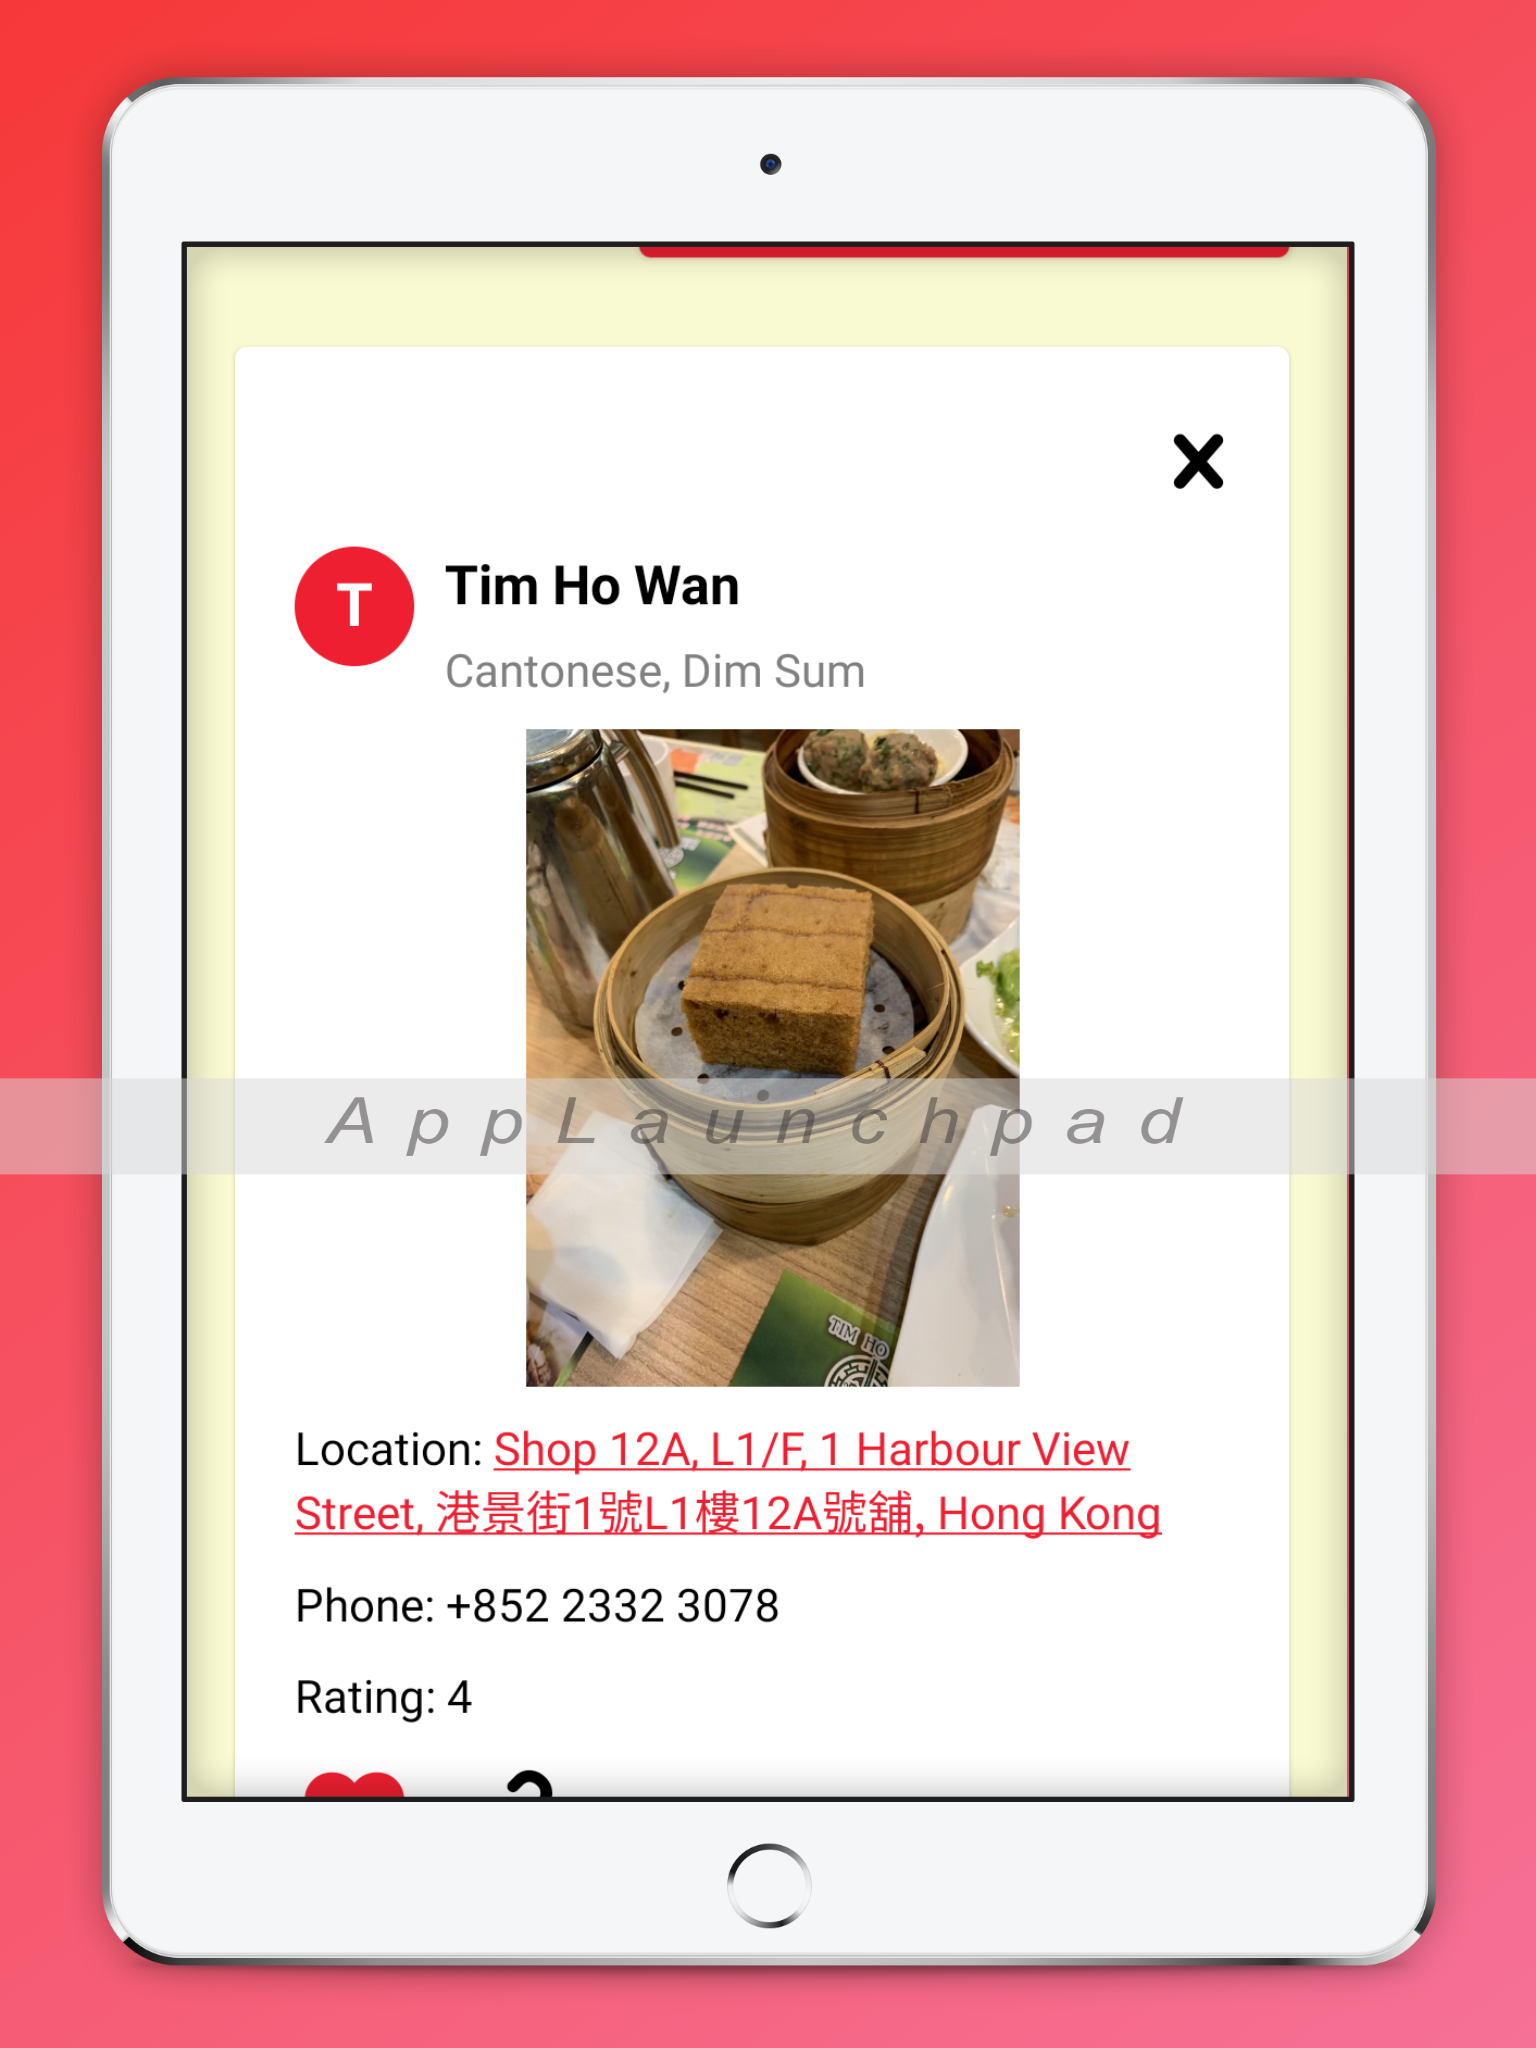 T
Tim Ho Wan
Cantonese, Dim Sum
AppLaunchpad
TIM HO
Location: Shop 12A, L1/F, 1 Harbour View
Street, 港景街1號L1樓12A號舖, Hong Kong
Phone: +852 2332 3078
Rating: 4